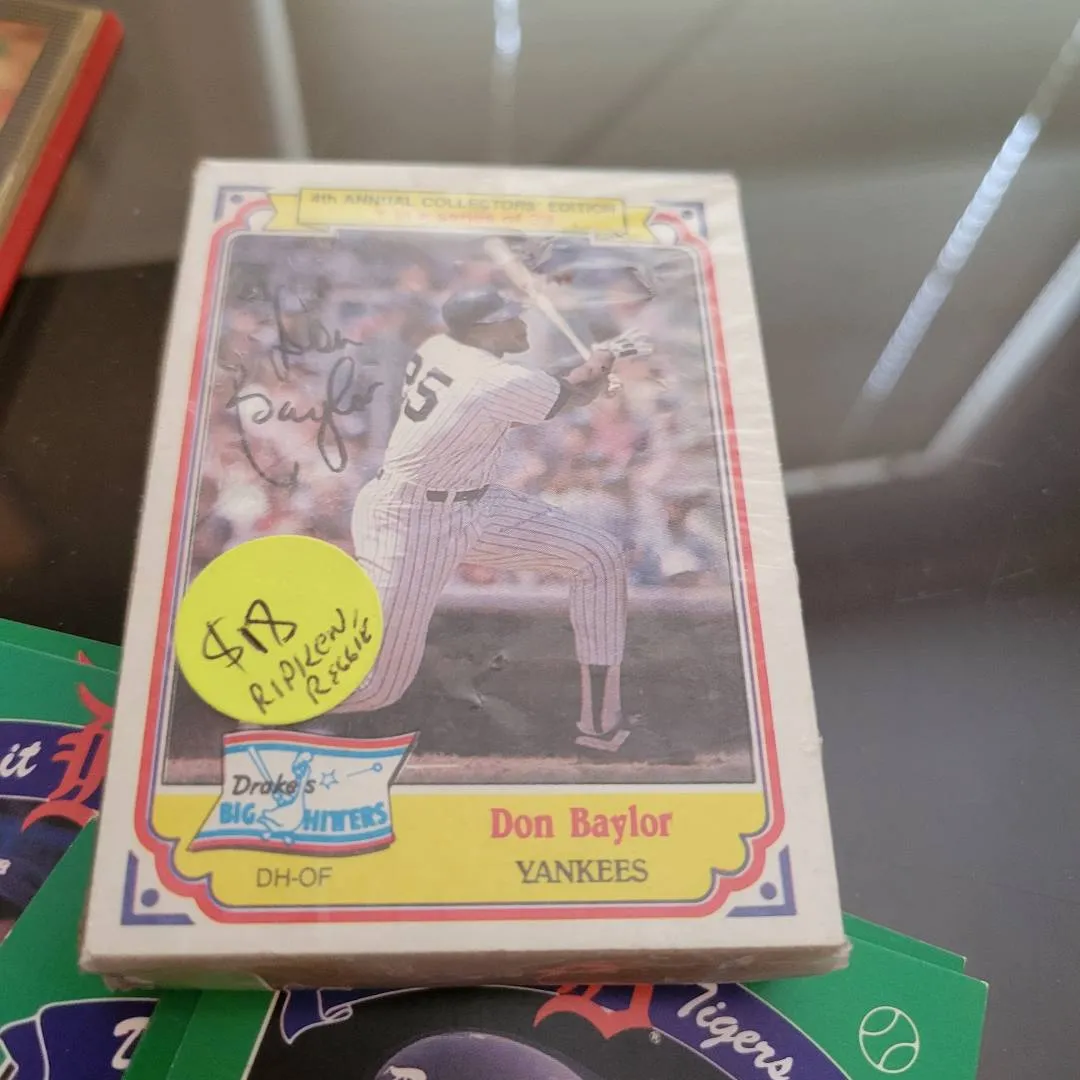 4th ANNUAL COLLECTORS' EDITION
Don
Baylor
25
$18
RIPKEN,
REGGIE
Drake's
BIG HITTERS
Don Baylor
DH-OF
YANKEES
it
D
Tigers